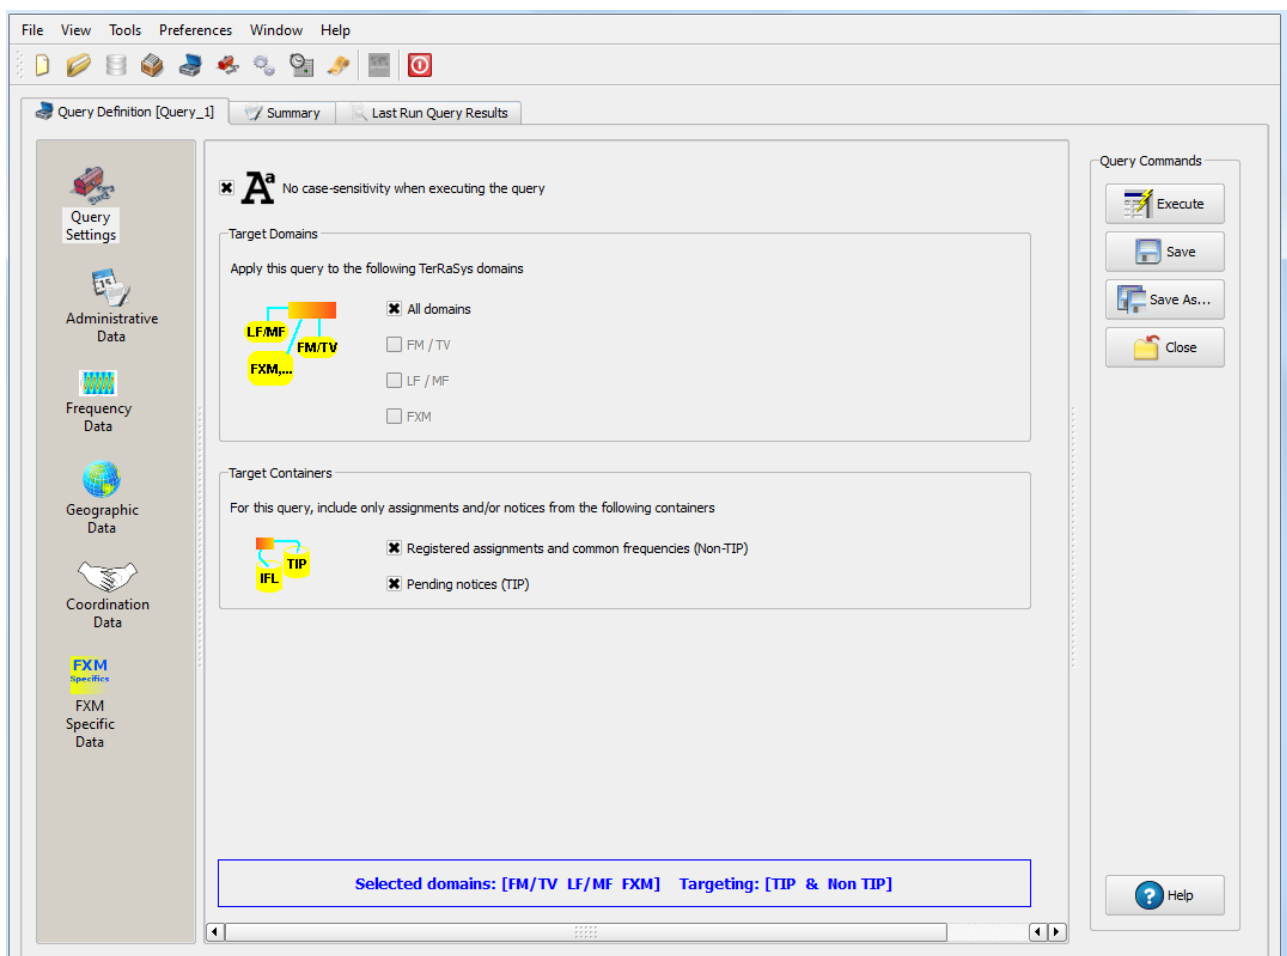 File View Tools Preferences Window Help
Query Definition [Query_1] Summary Last Run Query Results
Query
Settings
Administrative
Data
Frequency
Data
Geographic
Data
Coordination
Data
FXM
Specifics
FXM
Specific
Data
Aa No case-sensitivity when executing the query
Target Domains
Apply this query to the following TerRaSys domains
LF/MF
FM/TV
FXM,...
All domains
FM / TV
LF / MF
FXM
Target Containers
For this query, include only assignments and/or notices from the following containers
TIP
IFL
Registered assignments and common frequencies (Non-TIP)
Pending notices (TIP)
Selected domains: [FM/TV LF/MF FXM] Targeting: [TIP & Non TIP]
Query Commands
Execute
Save
Save As...
Close
Help